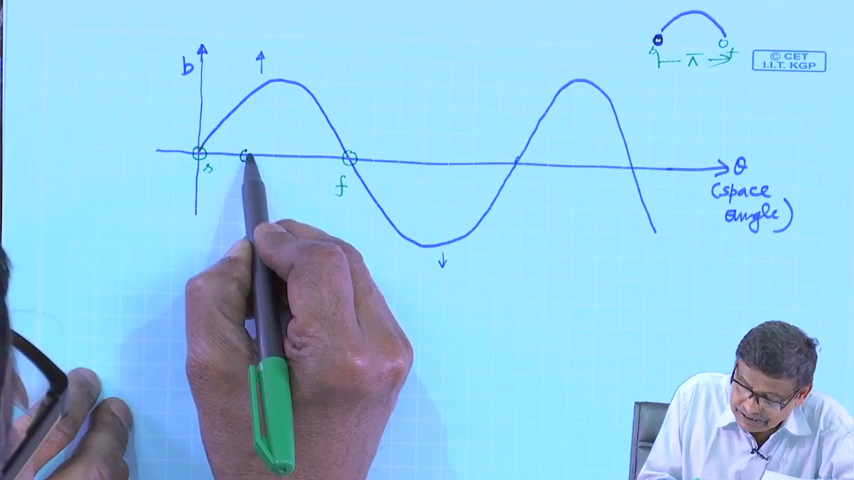 b
s
f
θ
(space
angle)
s
π
f
© CET
I.I.T. KGP